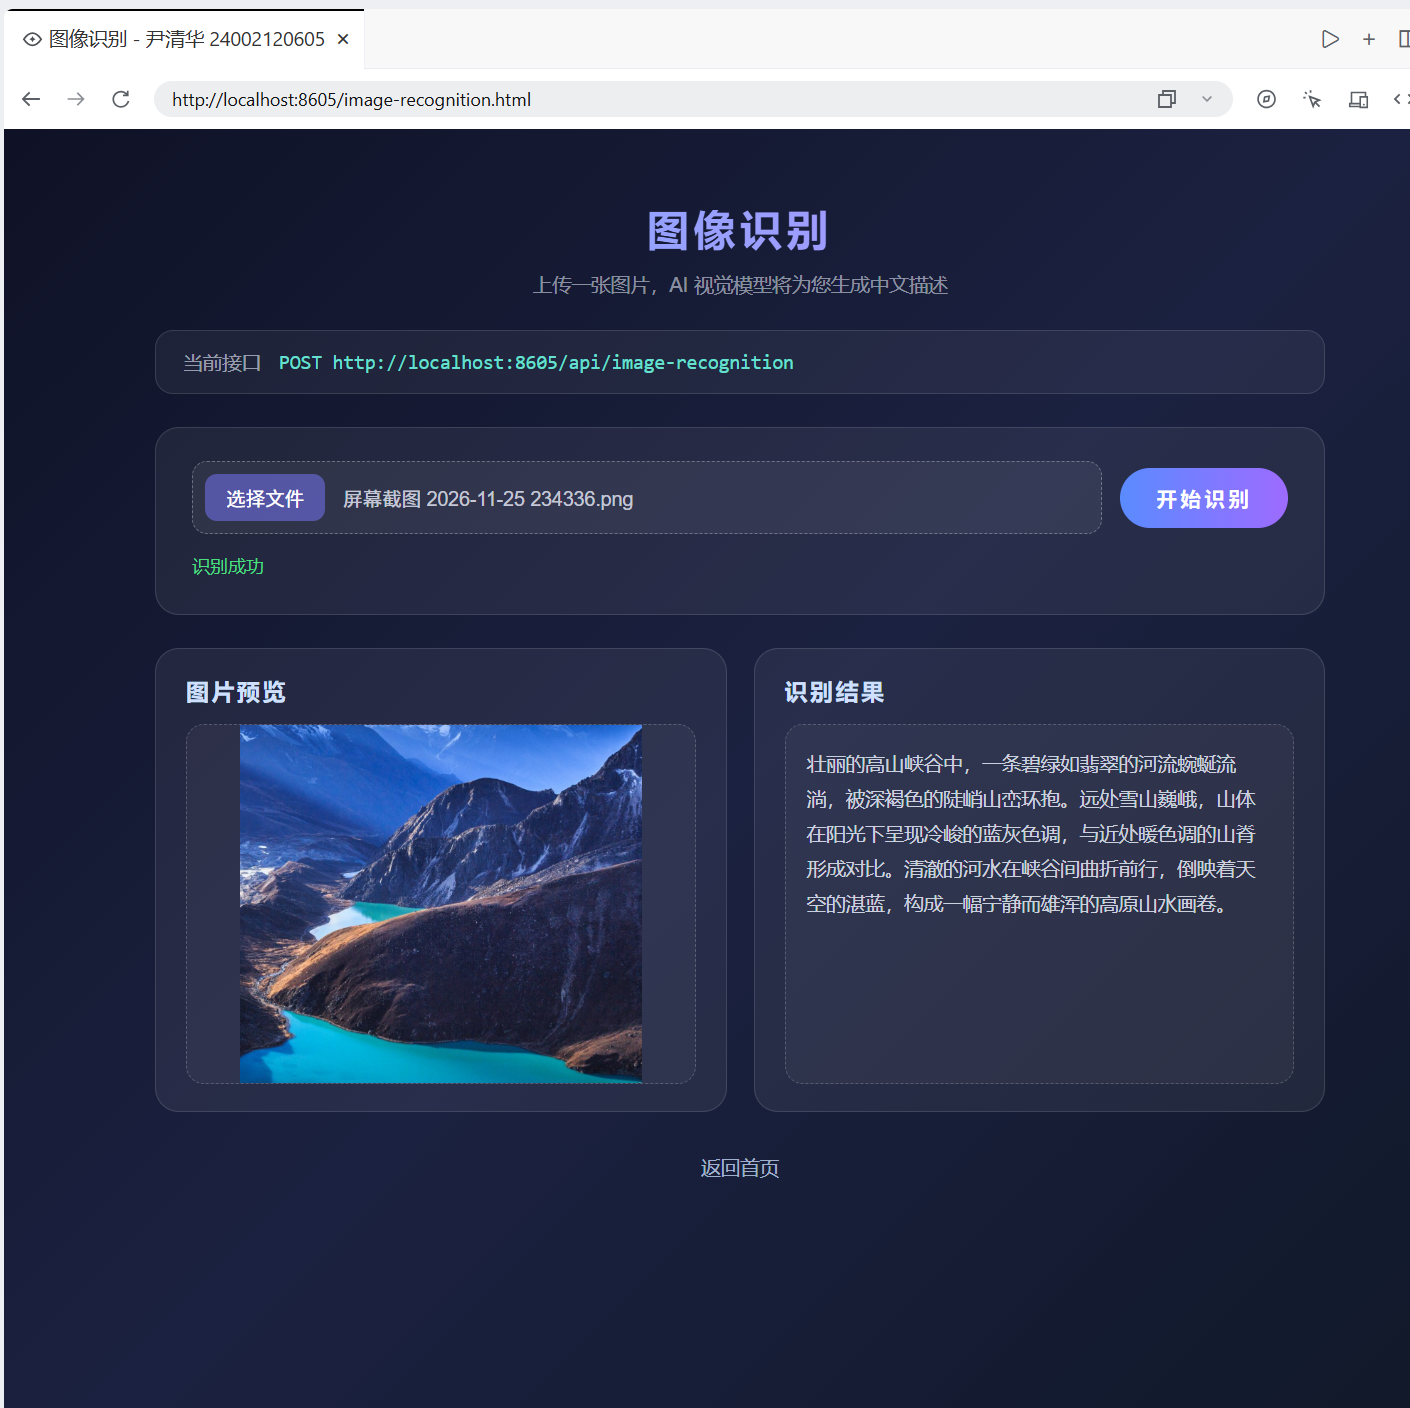 图像识别 - 尹清华 24002120605
http://localhost:8605/image-recognition.html
图像识别
上传一张图片，AI 视觉模型将为您生成中文描述
当前接口 POST http://localhost:8605/api/image-recognition
选择文件 屏幕截图 2026-11-25 234336.png
开始识别
识别成功
图片预览
识别结果
壮丽的高山峡谷中，一条碧绿如翡翠的河流蜿蜒流
淌，被深褐色的陡峭山峦环抱。远处雪山巍峨，山体
在阳光下呈现冷峻的蓝灰色调，与近处暖色调的山脊
形成对比。清澈的河水在峡谷间曲折前行，倒映着天
空的湛蓝，构成一幅宁静而雄浑的高原山水画卷。
返回首页